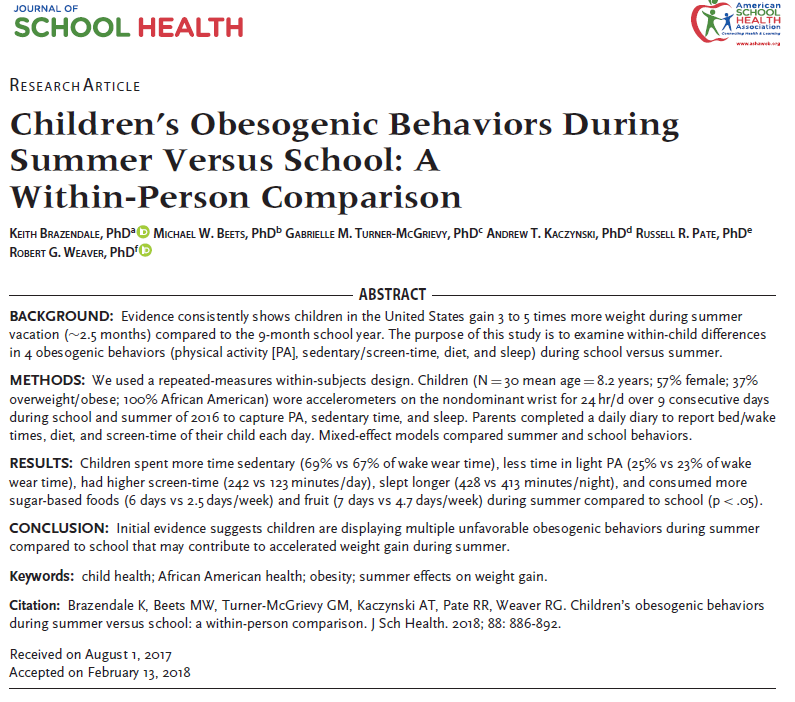 JOURNAL OF
SCHOOL HEALTH
American
SCHOOL
HEALTH
Association
Connecting Health & Learning
www.ashaweb.org
RESEARCH ARTICLE
Children's Obesogenic Behaviors During
Summer Versus School: A
Within-Person Comparison
KEITH BRAZENDALE, PhDa iD MICHAEL W. BEETS, PhDb GABRIELLE M. TURNER-MCGRIEVY, PhDc ANDREW T. KACZYNSKI, PhDd RUSSELL R. PATE, PhDe
ROBERT G. WEAVER, PhDf iD
ABSTRACT
BACKGROUND: Evidence consistently shows children in the United States gain 3 to 5 times more weight during summer
vacation (~2.5 months) compared to the 9-month school year. The purpose of this study is to examine within-child differences
in 4 obesogenic behaviors (physical activity [PA], sedentary/screen-time, diet, and sleep) during school versus summer.
METHODS: We used a repeated-measures within-subjects design. Children (N = 30 mean age = 8.2 years; 57% female; 37%
overweight/obese; 100% African American) wore accelerometers on the nondominant wrist for 24 hr/d over 9 consecutive days
during school and summer of 2016 to capture PA, sedentary time, and sleep. Parents completed a daily diary to report bed/wake
times, diet, and screen-time of their child each day. Mixed-effect models compared summer and school behaviors.
RESULTS: Children spent more time sedentary (69% vs 67% of wake wear time), less time in light PA (25% vs 23% of wake
wear time), had higher screen-time (242 vs 123 minutes/day), slept longer (428 vs 413 minutes/night), and consumed more
sugar-based foods (6 days vs 2.5 days/week) and fruit (7 days vs 4.7 days/week) during summer compared to school (p < .05).
CONCLUSION: Initial evidence suggests children are displaying multiple unfavorable obesogenic behaviors during summer
compared to school that may contribute to accelerated weight gain during summer.
Keywords: child health; African American health; obesity; summer effects on weight gain.
Citation: Brazendale K, Beets MW, Turner-McGrievy GM, Kaczynski AT, Pate RR, Weaver RG. Children's obesogenic behaviors
during summer versus school: a within-person comparison. J Sch Health. 2018; 88: 886-892.
Received on August 1, 2017
Accepted on February 13, 2018